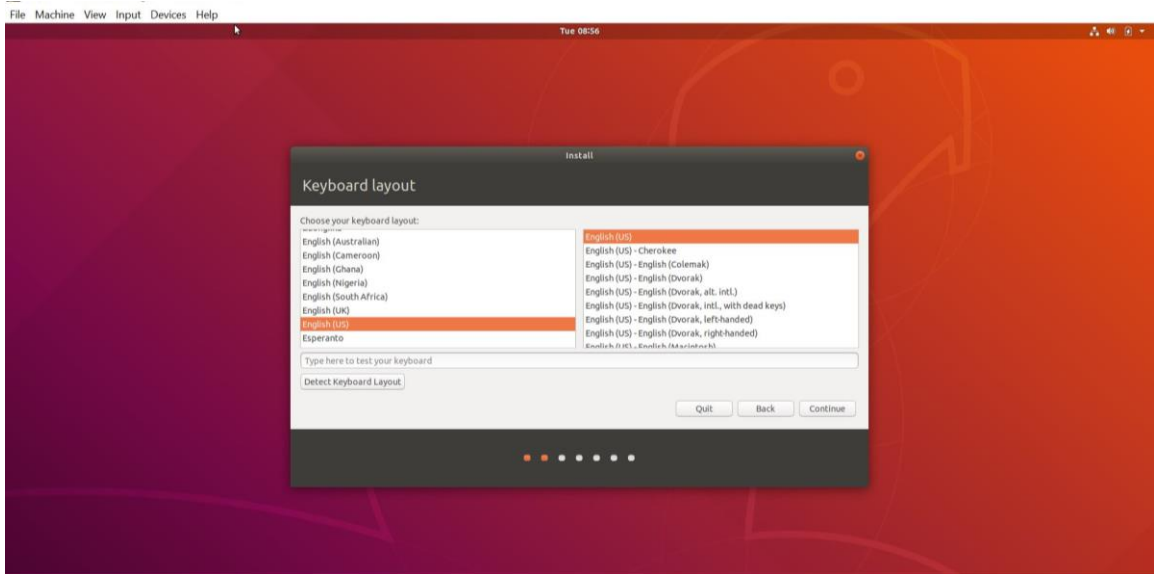 File Machine View Input Devices Help
Tue 08:56
Install
Keyboard layout
Choose your keyboard layout:
English (Australian)
English (Cameroon)
English (Ghana)
English (Nigeria)
English (South Africa)
English (UK)
English (US)
Esperanto
English (US)
English (US) - Cherokee
English (US) - English (Colemak)
English (US) - English (Dvorak)
English (US) - English (Dvorak, alt. intl.)
English (US) - English (Dvorak, intl., with dead keys)
English (US) - English (Dvorak, left-handed)
English (US) - English (Dvorak, right-handed)
English (US) - English (Macintosh)
Type here to test your keyboard
Detect Keyboard Layout
Quit Back Continue